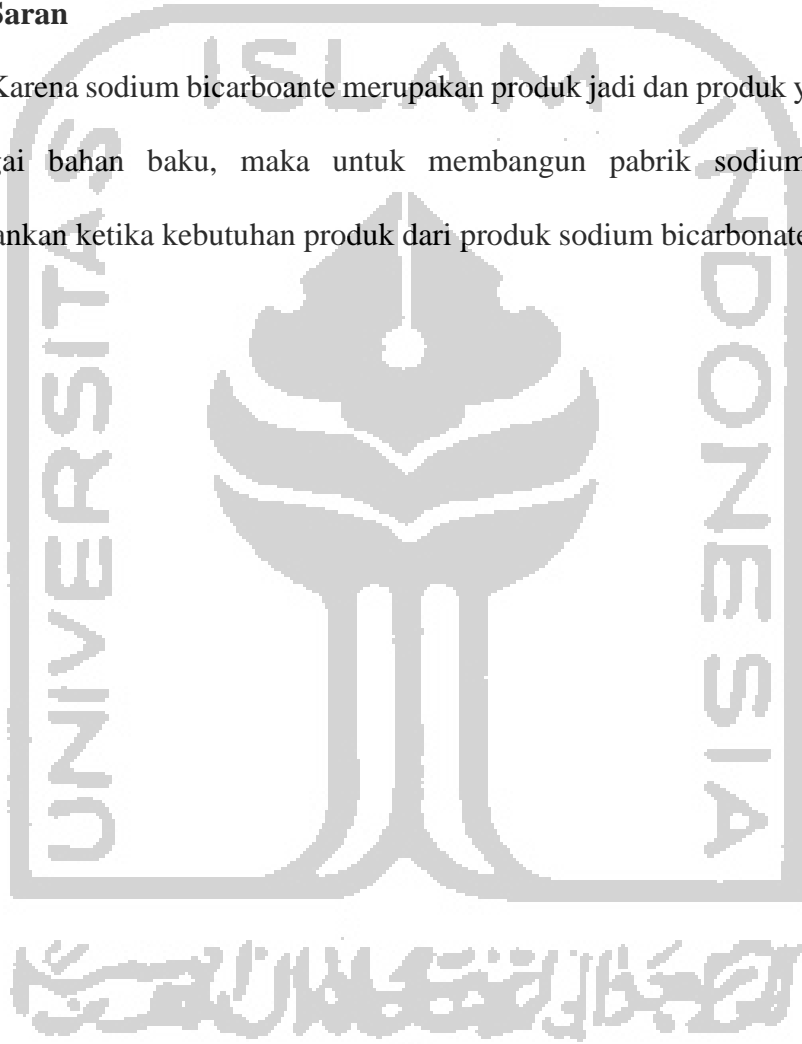 Saran
Karena sodium bicarboante merupakan produk jadi dan produk
bahan baku, maka untuk membangun pabrik sodium
ketika kebutuhan produk dari produk sodium bicarbonate
ISLAM
UNIVERSITAS
INDONESIA